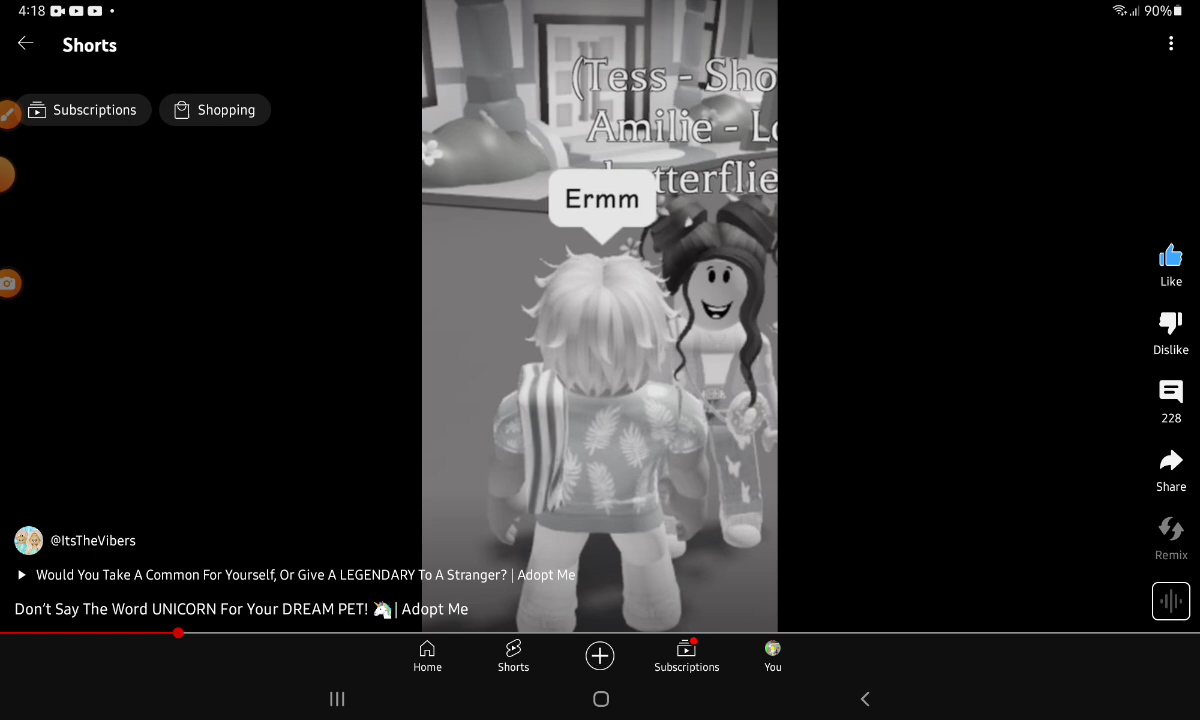 4:18
90%
Shorts
Subscriptions
Shopping
(Tess - Sho
Amilie - Lo
tterflie
Ermm
Like
Dislike
228
Share
Remix
@ItsTheVibers
Would You Take A Common For Yourself, Or Give A LEGENDARY To A Stranger? | Adopt Me
Don't Say The Word UNICORN For Your DREAM PET! 🦄 | Adopt Me
Home
Shorts
Subscriptions
You